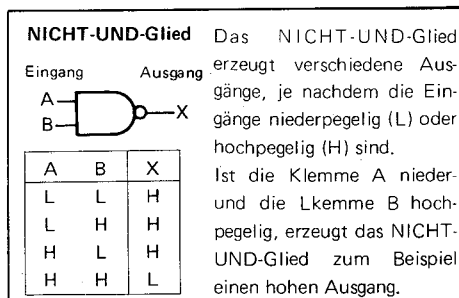 NICHT-UND-Glied
Eingang Ausgang
A
B
X
A B X
L L H
L H H
H L H
H H L
Das NICHT-UND-Glied
erzeugt verschiedene Aus-
gänge, je nachdem die Ein-
gänge niederpegelig (L) oder
hochpegelig (H) sind.
Ist die Klemme A nieder-
und die Lkemme B hoch-
pegelig, erzeugt das NICHT-
UND-Glied zum Beispiel
einen hohen Ausgang.